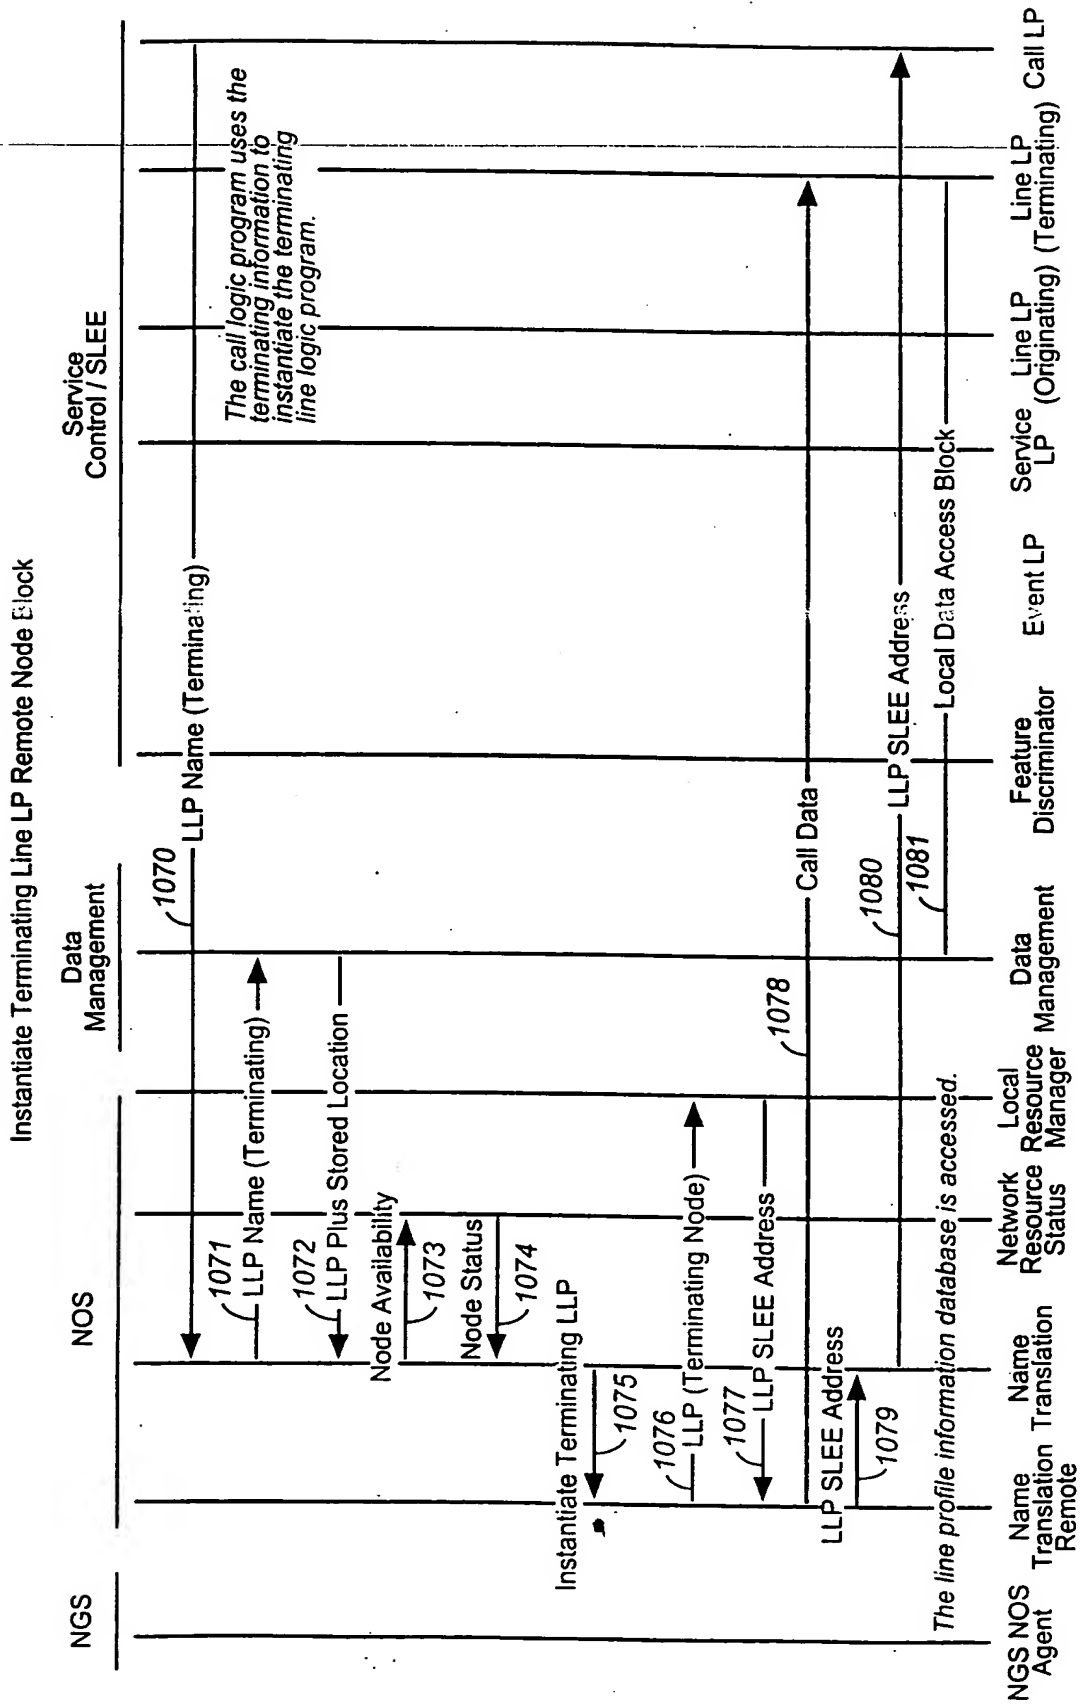 Instantiate Terminating Line LP Remote Node Block
NGS
NOS
Data
Management
Service
Control / SLEE
1070
LLP Name (Terminating)
The call logic program uses the
terminating information to
instantiate the terminating
line logic program.
1071
LLP Name (Terminating)
1072
LLP Plus Stored Location
Node Availability
1073
Node Status
1074
Instantiate Terminating LLP
1075
1076
LLP (Terminating Node)
1077
LLP SLEE Address
1078
Call Data
LLP SLEE Address
1079
1080
LLP SLEE Address
1081
Local Data Access Block
The line profile information database is accessed.
NGS NOS
Agent
Name
Translation
Remote
Name
Translation
Network
Resource
Status
Local
Resource
Manager
Data
Management
Feature
Discriminator
Event LP
Service
LP
Line LP
(Originating)
Line LP
(Terminating)
Call LP